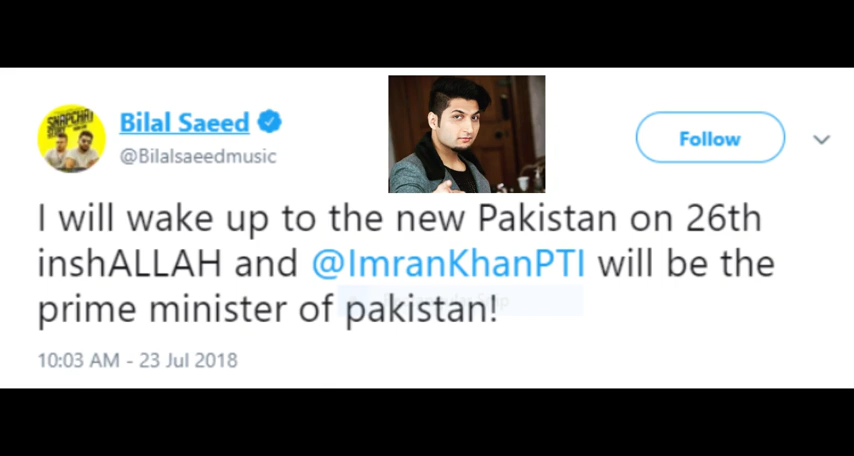 Bilal Saeed
@Bilalsaeedmusic
Follow
I will wake up to the new Pakistan on 26th
inshALLAH and @ImranKhanPTI will be the
prime minister of pakistan!
10:03 AM - 23 Jul 2018